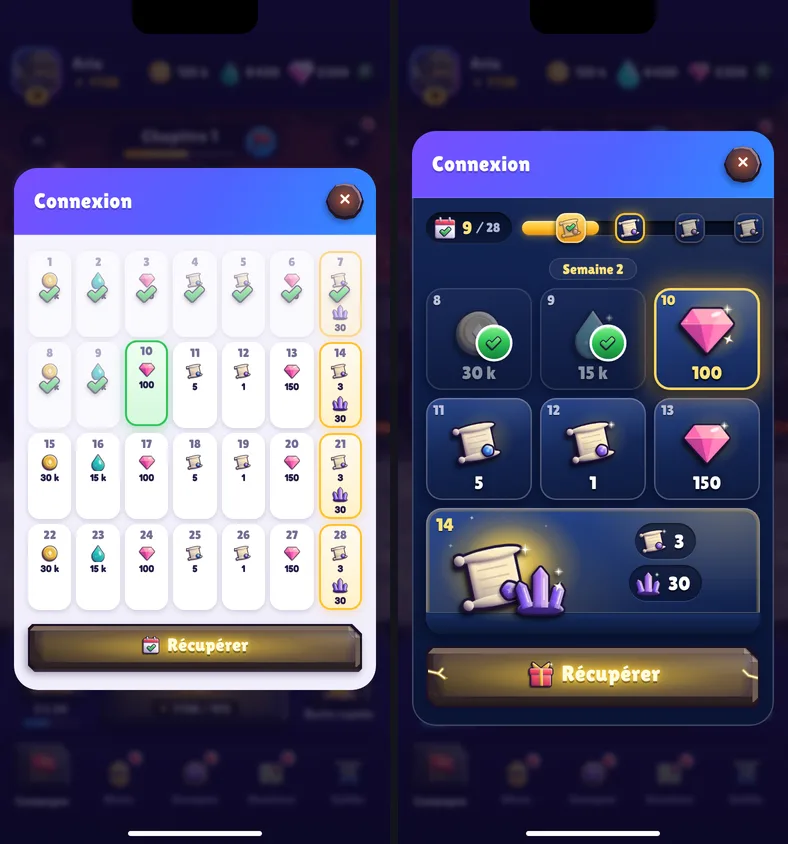 Chapitre 1
Connexion
1 2 3 4 5 6 7
30
8 9 10 11 12 13 14
100 5 1 150 3
30
15 16 17 18 19 20 21
30 k 15 k 100 5 1 150 3
30
22 23 24 25 26 27 28
30 k 15 k 100 5 1 150 3
30
Récupérer
Connexion
9 / 28
Semaine 2
8 9 10
30 k 15 k 100
11 12 13
5 1 150
14
3
30
Récupérer